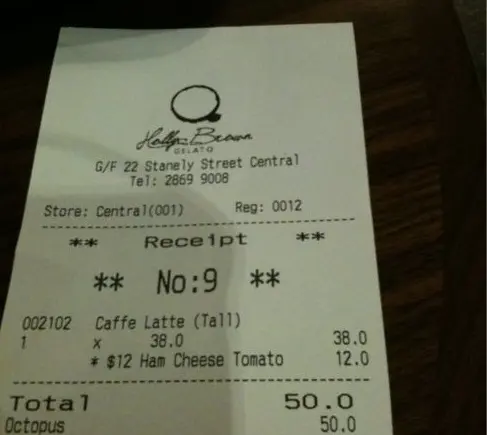 Holly Brown
GELATO
G/F 22 Stanely Street Central
Tel: 2869 9008
Store: Central(001) Reg: 0012
** Receipt **
** No:9 **
002102 Caffe Latte (Tall)
1 x 38.0 38.0
* $12 Ham Cheese Tomato 12.0
Total 50.0
Octopus 50.0